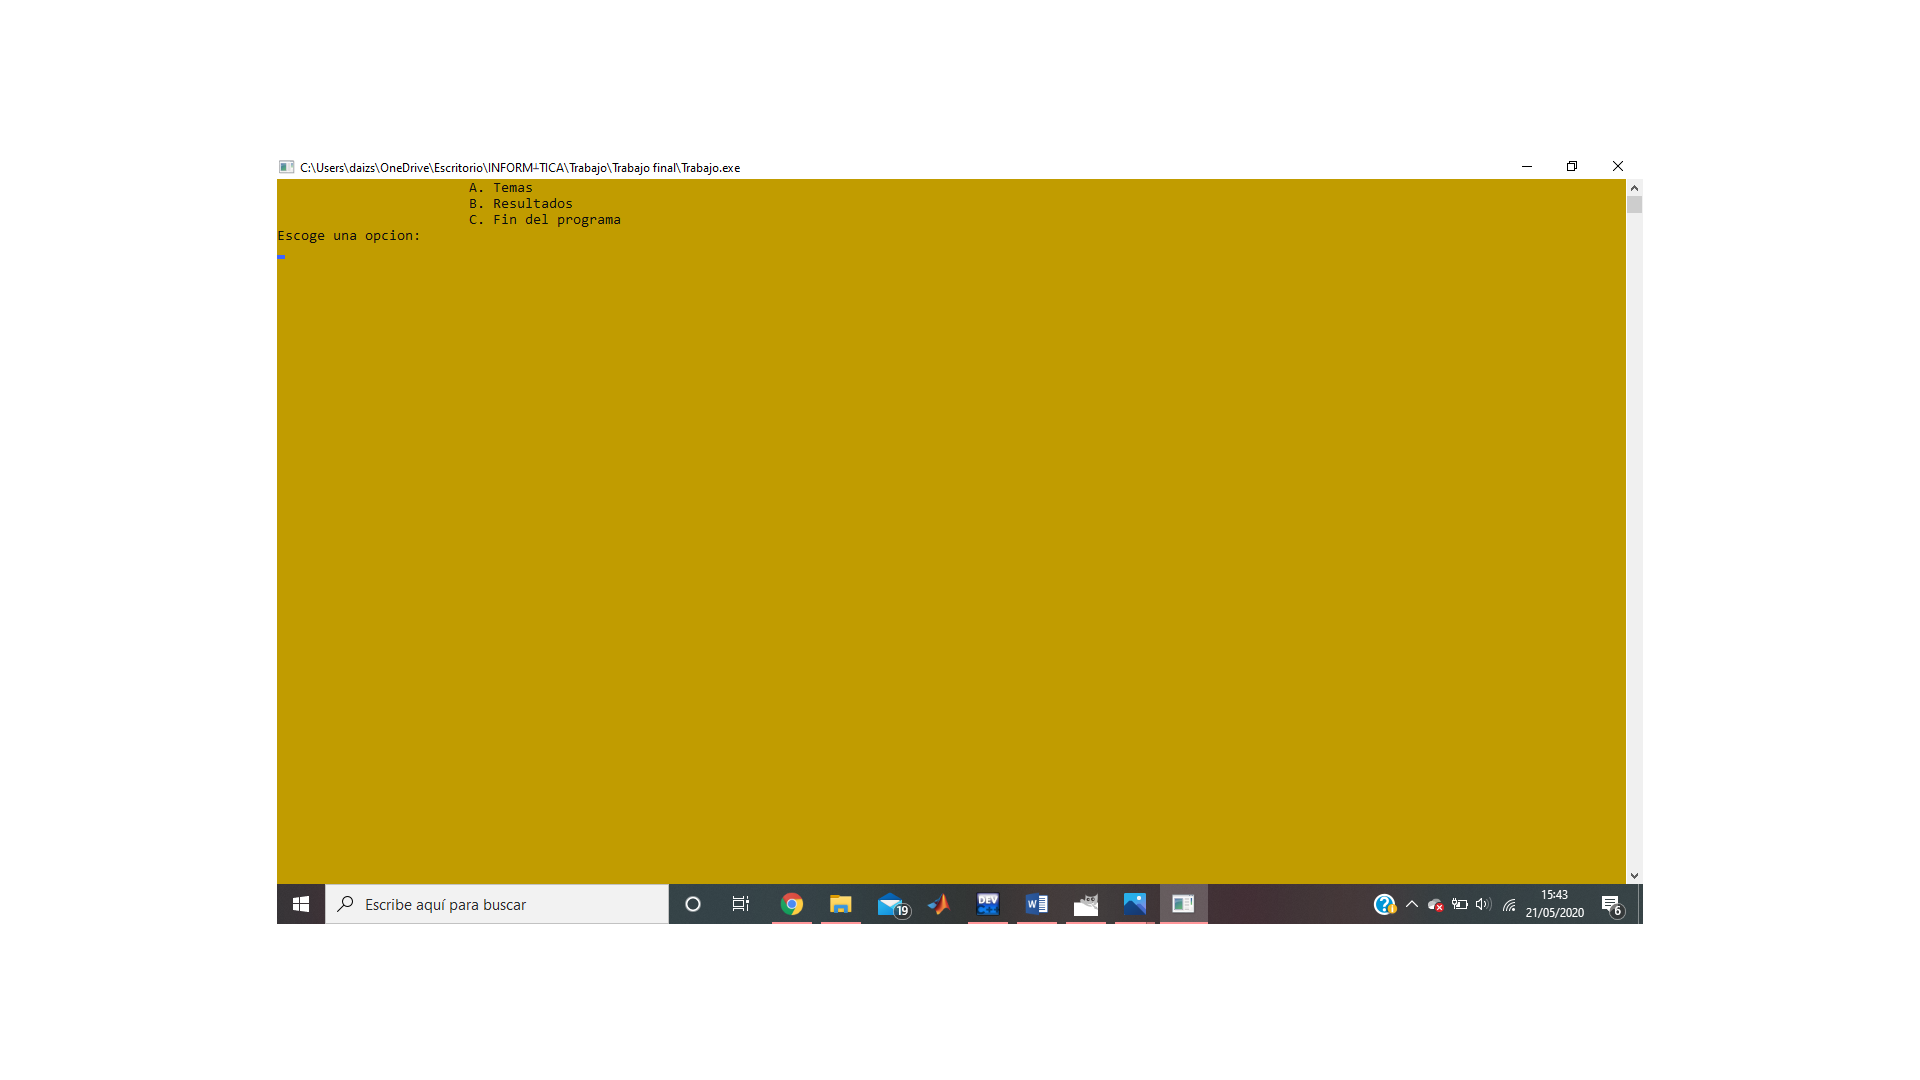 C:\Users\daizs\OneDrive\Escritorio\INFORM┴TICA\Trabajo\Trabajo final\Trabajo.exe
A. Temas
B. Resultados
C. Fin del programa
Escoge una opcion:
Escribe aquí para buscar
19
DEV
W
15:43
21/05/2020
6